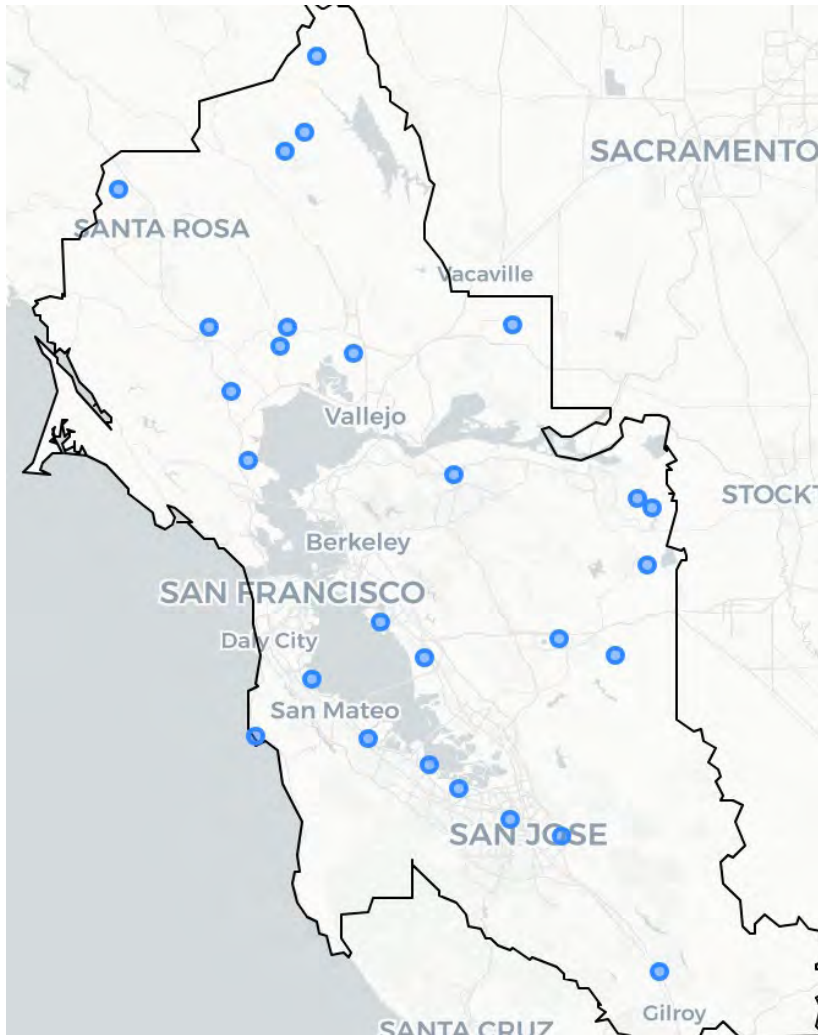 SACRAMENTO
SANTA ROSA
Vacaville
Vallejo
STOCKT
Berkeley
SAN FRANCISCO
Daly City
San Mateo
SAN JOSE
Gilroy
SANTA CRUZ